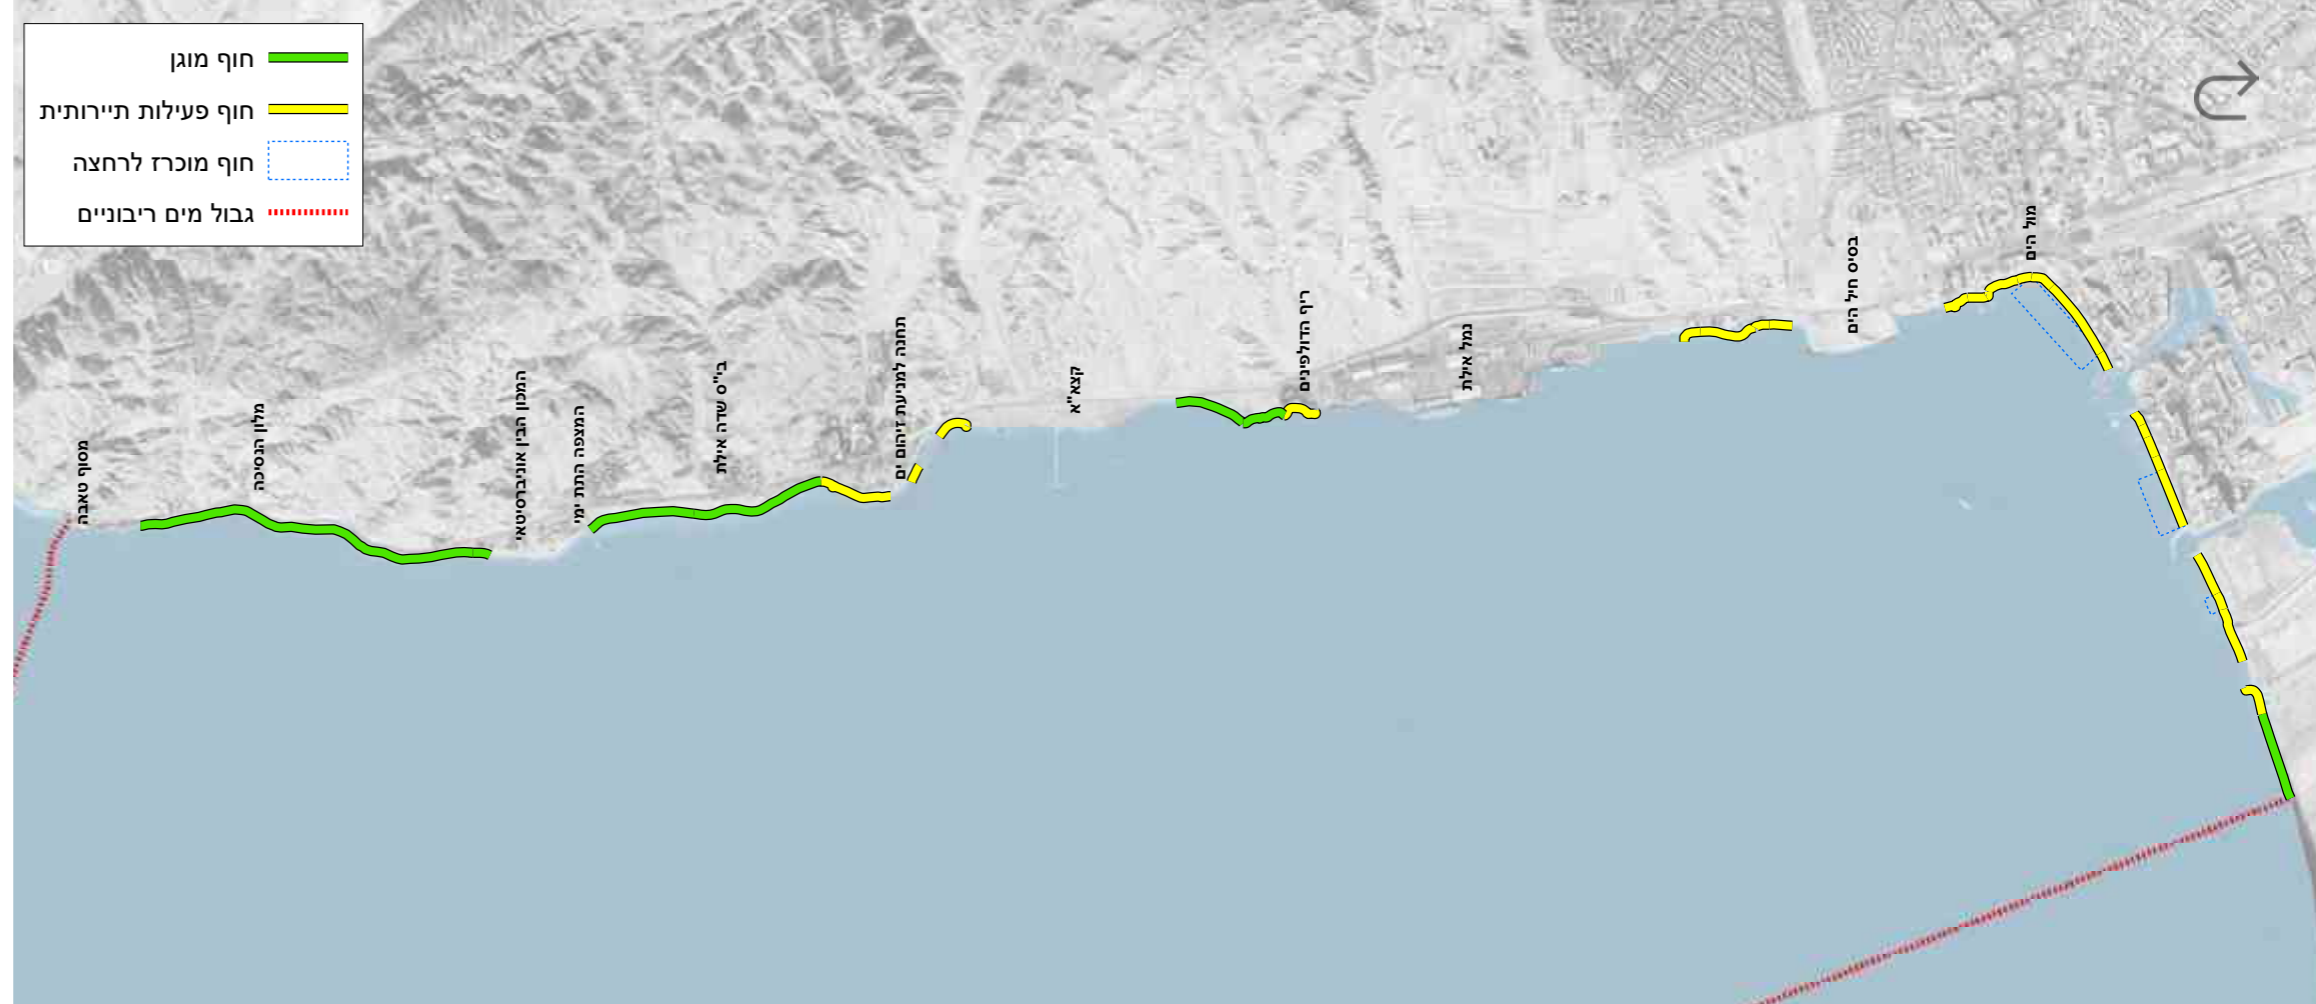 חוף מוגן
חוף פעילות תיירותית
חוף מוכרז לרחצה
גבול מים ריבוניים
מסוף טאבה
מלון הנסיכה
המכון הבין אוניברסיטאי
המצפה התת ימי
בי"ס שדה אילת
תחנה למניעת זיהום ים
קצא"א
ריף הדולפינים
נמל אילת
בסיס חיל הים
מול הים